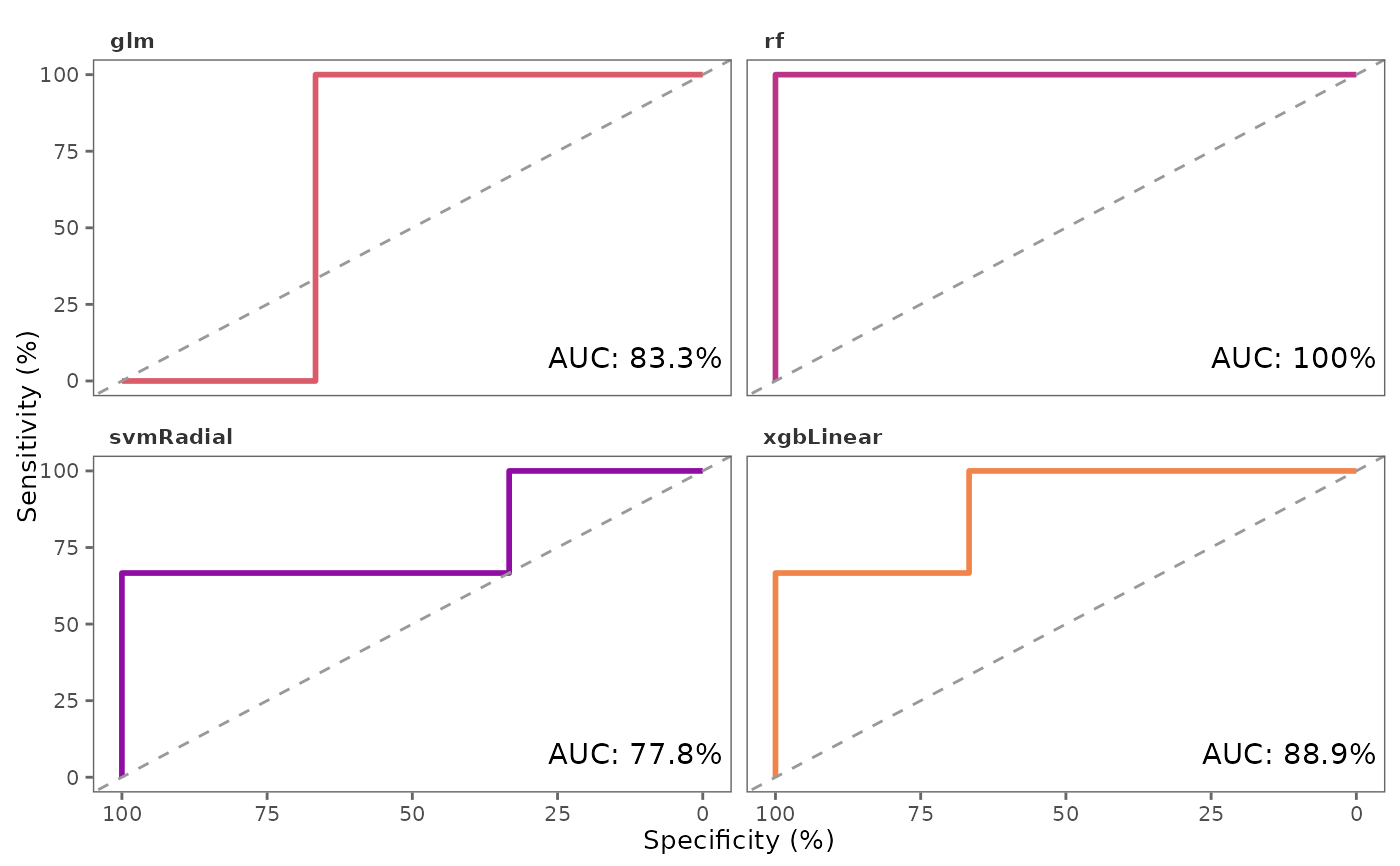 glm
rf
100
75
50
25
0
AUC: 83.3%
AUC: 100%
Sensitivity (%)
svmRadial
xgbLinear
100
75
50
25
0
AUC: 77.8%
AUC: 88.9%
100 75 50 25 0 100 75 50 25 0
Specificity (%)